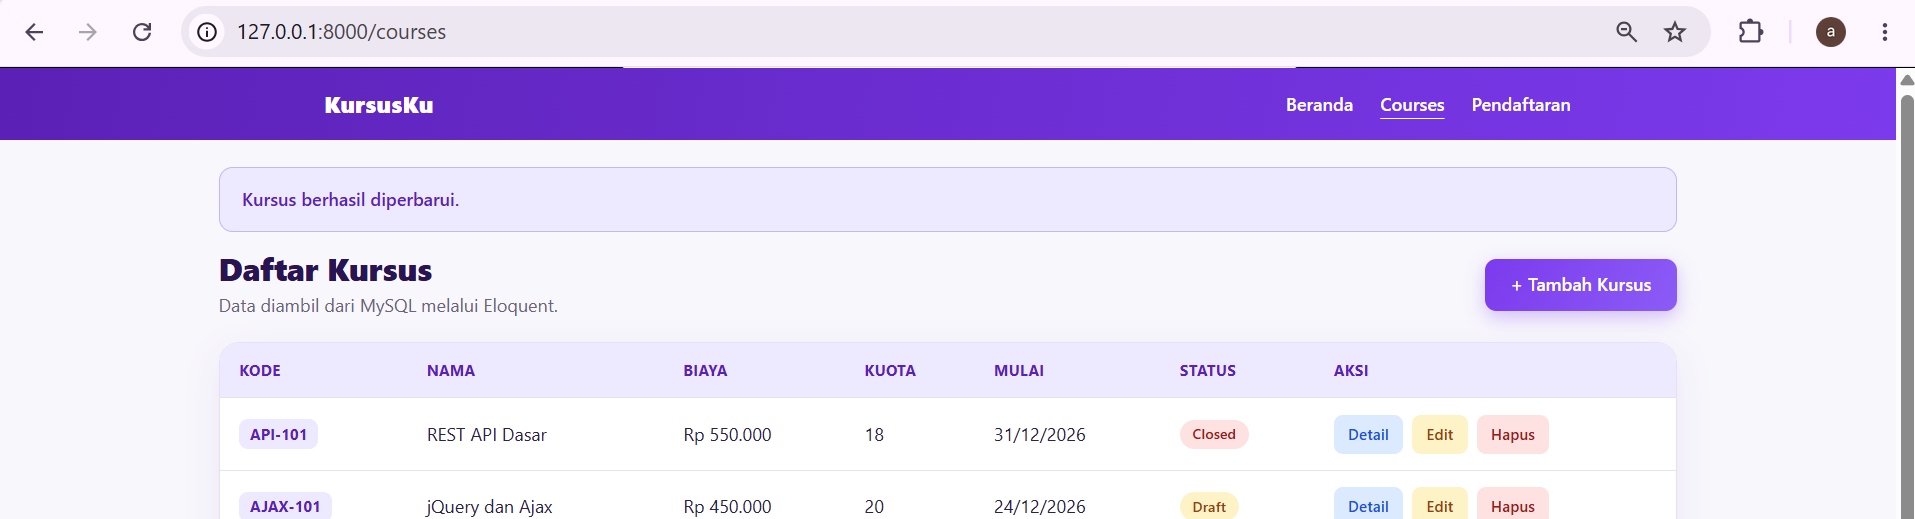 127.0.0.1:8000/courses
a
KursusKu
Beranda Courses Pendaftaran
Kursus berhasil diperbarui.
Daftar Kursus
Data diambil dari MySQL melalui Eloquent.
+ Tambah Kursus
KODE NAMA BIAYA KUOTA MULAI STATUS AKSI
API-101 REST API Dasar Rp 550.000 18 31/12/2026 Closed Detail Edit Hapus
AJAX-101 jQuery dan Ajax Rp 450.000 20 24/12/2026 Draft Detail Edit Hapus